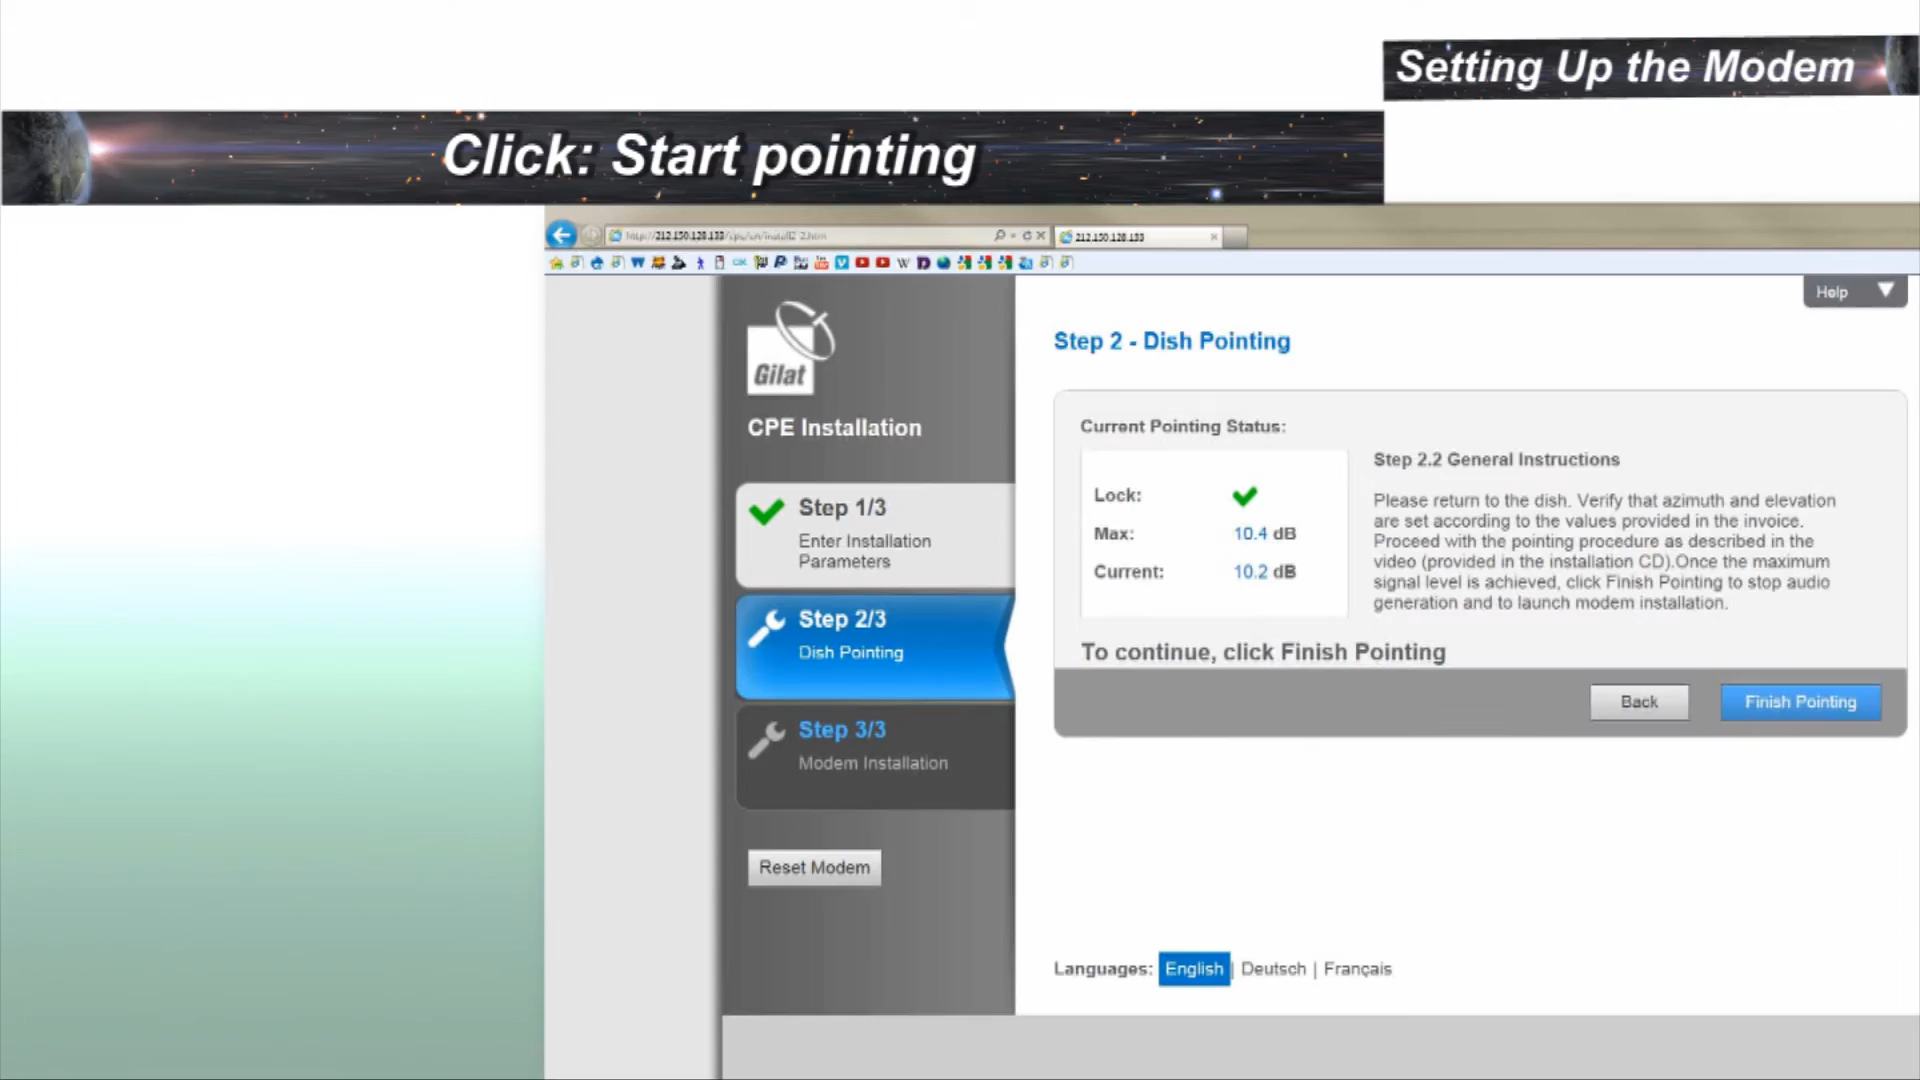 Setting Up the Modem
Click: Start pointing
212.150.128.133
Help
Gilat
CPE Installation
Step 1/3
Enter Installation
Parameters
Step 2/3
Dish Pointing
Step 3/3
Modem Installation
Reset Modem
Step 2 - Dish Pointing
Current Pointing Status:
Lock:
Max: 10.4 dB
Current: 10.2 dB
Step 2.2 General Instructions
Please return to the dish. Verify that azimuth and elevation
are set according to the values provided in the invoice.
Proceed with the pointing procedure as described in the
video (provided in the installation CD).Once the maximum
signal level is achieved, click Finish Pointing to stop audio
generation and to launch modem installation.
To continue, click Finish Pointing
Back
Finish Pointing
Languages: English | Deutsch | Français